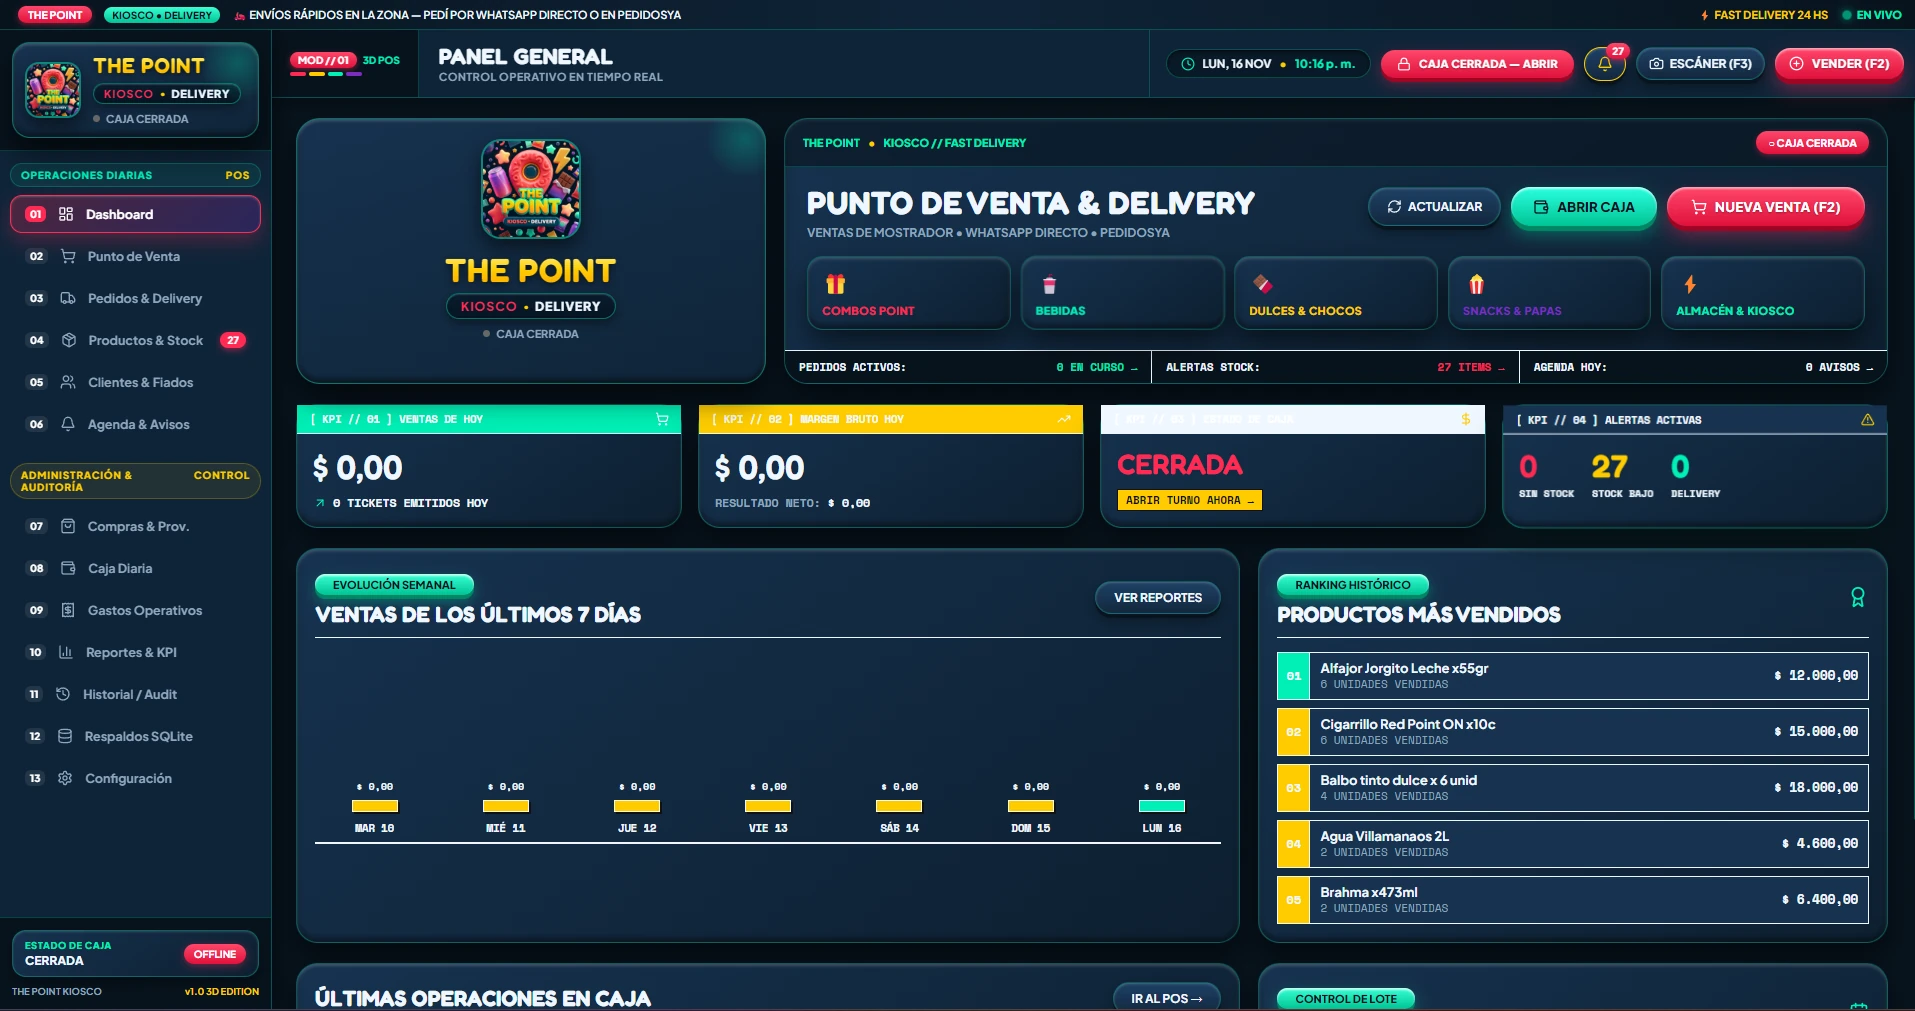 THE POINT
KIOSCO • DELIVERY
ENVÍOS RÁPIDOS EN LA ZONA — PEDÍ POR WHATSAPP DIRECTO O EN PEDIDOSYA
FAST DELIVERY 24 HS
EN VIVO
THE POINT
KIOSCO • DELIVERY
CAJA CERRADA
MOD // 01
3D POS
PANEL GENERAL
CONTROL OPERATIVO EN TIEMPO REAL
LUN, 16 NOV • 10:16 p. m.
CAJA CERRADA — ABRIR
27
ESCÁNER (F3)
VENDER (F2)
OPERACIONES DIARIAS
POS
01 Dashboard
02 Punto de Venta
03 Pedidos & Delivery
04 Productos & Stock 27
05 Clientes & Fiados
06 Agenda & Avisos
ADMINISTRACIÓN & AUDITORÍA
CONTROL
07 Compras & Prov.
08 Caja Diaria
09 Gastos Operativos
10 Reportes & KPI
11 Historial / Audit
12 Respaldos SQLite
13 Configuración
ESTADO DE CAJA
CERRADA
OFFLINE
THE POINT KIOSCO
v1.0 3D EDITION
THE POINT
KIOSCO • DELIVERY
THE POINT
KIOSCO • DELIVERY
CAJA CERRADA
THE POINT • KIOSCO // FAST DELIVERY
CAJA CERRADA
PUNTO DE VENTA & DELIVERY
VENTAS DE MOSTRADOR • WHATSAPP DIRECTO • PEDIDOSYA
ACTUALIZAR
ABRIR CAJA
NUEVA VENTA (F2)
COMBOS POINT
BEBIDAS
DULCES & CHOCOS
SNACKS & PAPAS
ALMACÉN & KIOSCO
PEDIDOS ACTIVOS: 0 EN CURSO →
ALERTAS STOCK: 27 ITEMS →
AGENDA HOY: 0 AVISOS →
[ KPI // 01 ] VENTAS DE HOY
$ 0,00
0 TICKETS EMITIDOS HOY
[ KPI // 02 ] MARGEN BRUTO HOY
$ 0,00
RESULTADO NETO: $ 0,00
[ KPI // 03 ] ESTADO DE CAJA
CERRADA
ABRIR TURNO AHORA →
[ KPI // 04 ] ALERTAS ACTIVAS
0 27 0
SIN STOCK STOCK BAJO DELIVERY
EVOLUCIÓN SEMANAL
VENTAS DE LOS ÚLTIMOS 7 DÍAS
VER REPORTES
$ 0,00 $ 0,00 $ 0,00 $ 0,00 $ 0,00 $ 0,00 $ 0,00
MAR 10 MIÉ 11 JUE 12 VIE 13 SÁB 14 DOM 15 LUN 16
RANKING HISTÓRICO
PRODUCTOS MÁS VENDIDOS
01 Alfajor Jorgito Leche x55gr
6 UNIDADES VENDIDAS
$ 12.000,00
02 Cigarrillo Red Point ON x10c
6 UNIDADES VENDIDAS
$ 15.000,00
03 Balbo tinto dulce x 6 unid
4 UNIDADES VENDIDAS
$ 18.000,00
04 Agua Villamanaos 2L
2 UNIDADES VENDIDAS
$ 4.600,00
05 Brahma x473ml
2 UNIDADES VENDIDAS
$ 6.400,00
ÚLTIMAS OPERACIONES EN CAJA
IR AL POS →
CONTROL DE LOTE